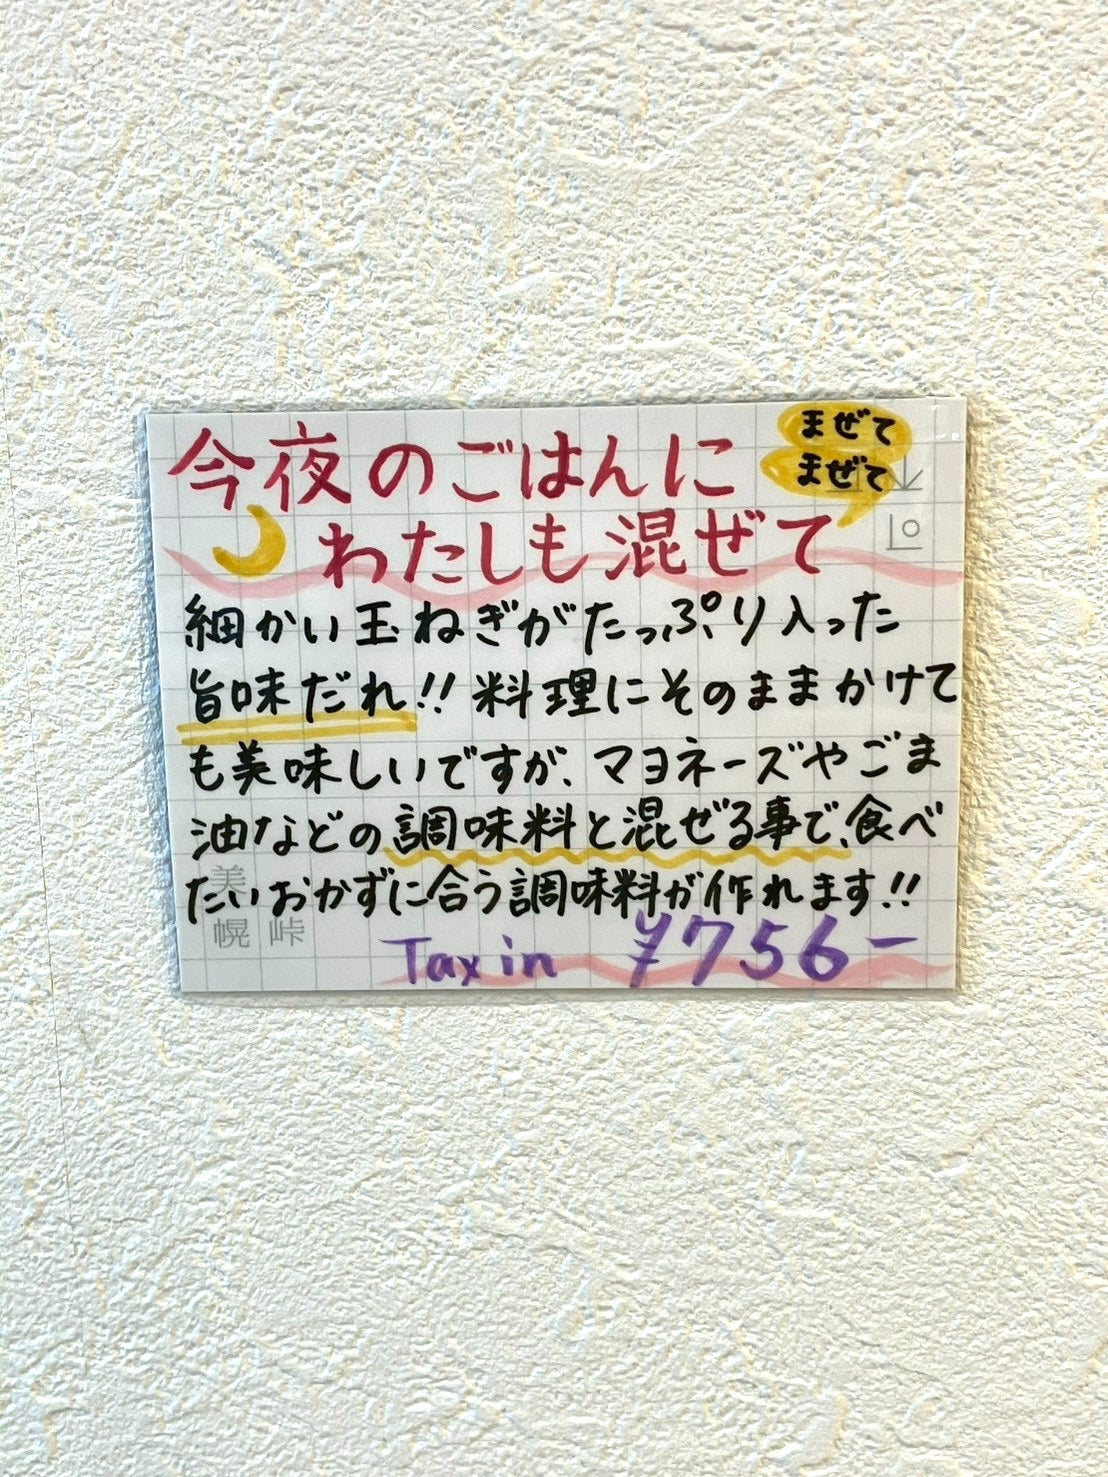 今夜のごはんに
わたしも混ぜて
まぜて
まぜて
細かい玉ねぎがたっぷり入った
旨味だれ!!料理にそのままかけて
も美味しいですが、マヨネーズやごま
油などの調味料と混ぜる事で、食べ
たいおかずに合う調味料が作れます!!
美
幌 峠
Tax in ¥756-